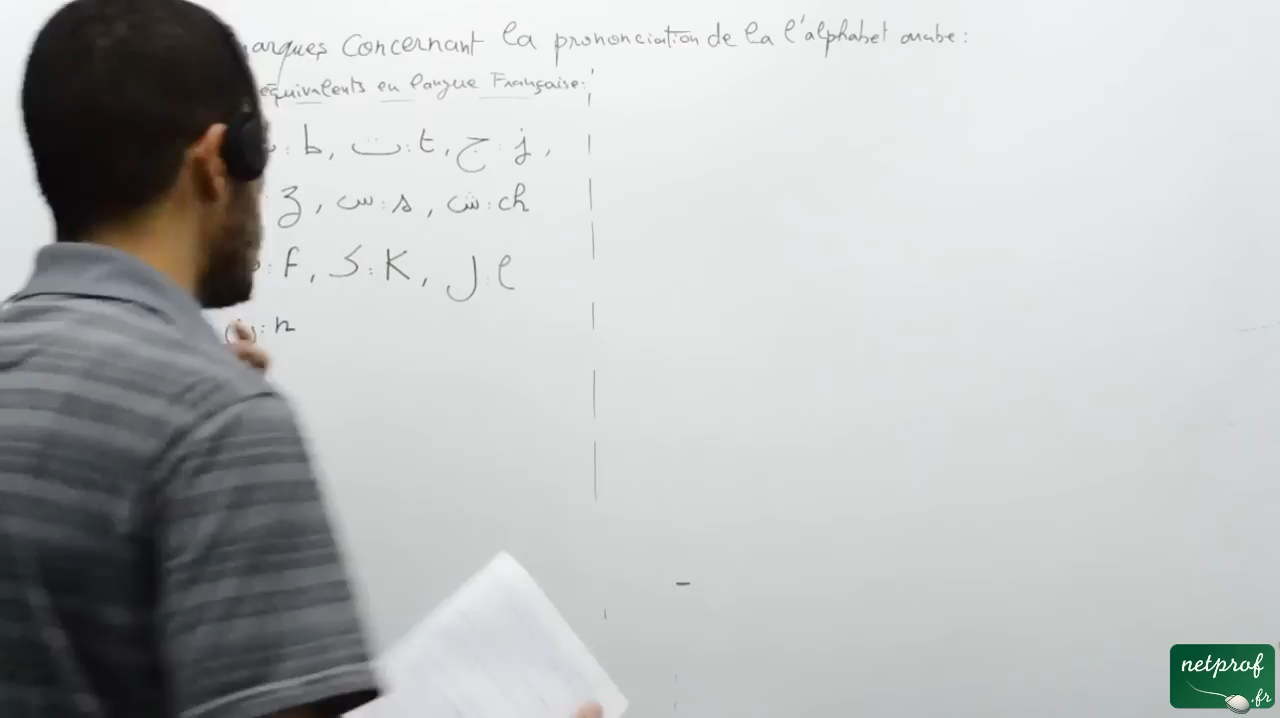 arques Concernant la prononciation de la l'alphabet arabe :
équivalents en langue Française :
: b, ت : t, ج : j,
z, س : s, ش : ch
: f, ك : K, ل : l
ن : n
netprof
.fr